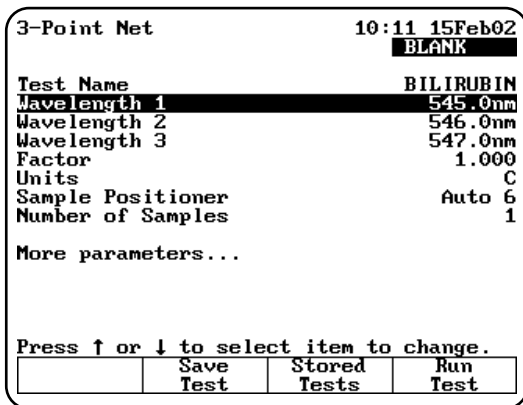 3-Point Net 10:11 15Feb02
BLANK
Test Name BILIRUBIN
Wavelength 1 545.0nm
Wavelength 2 546.0nm
Wavelength 3 547.0nm
Factor 1.000
Units C
Sample Positioner Auto 6
Number of Samples 1
More parameters...
Press ↑ or ↓ to select item to change.
Save Test Stored Tests Run Test